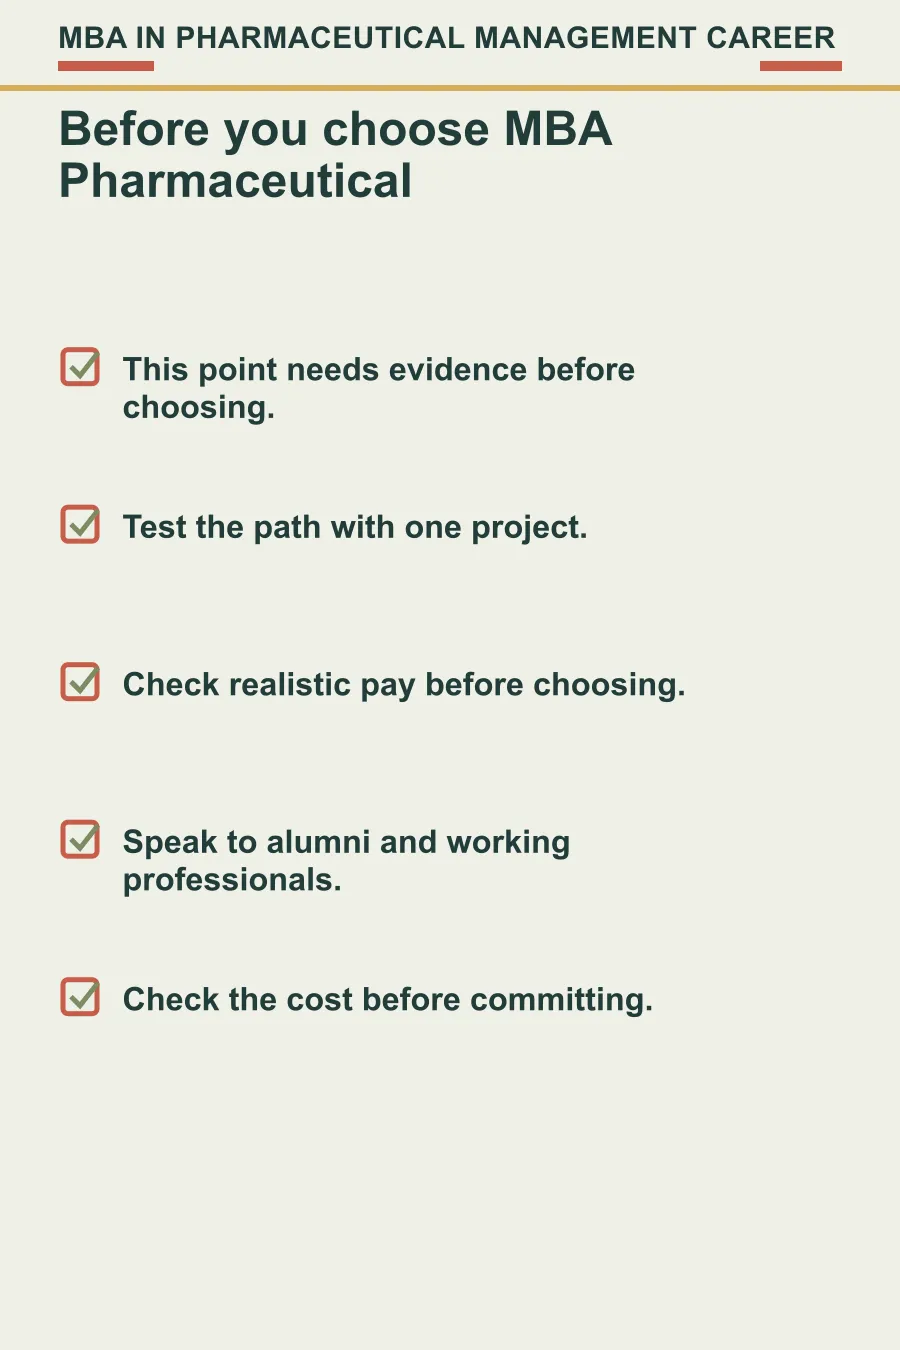 MBA IN PHARMACEUTICAL MANAGEMENT CAREER
Before you choose MBA
Pharmaceutical
This point needs evidence before
choosing.
Test the path with one project.
Check realistic pay before choosing.
Speak to alumni and working
professionals.
Check the cost before committing.